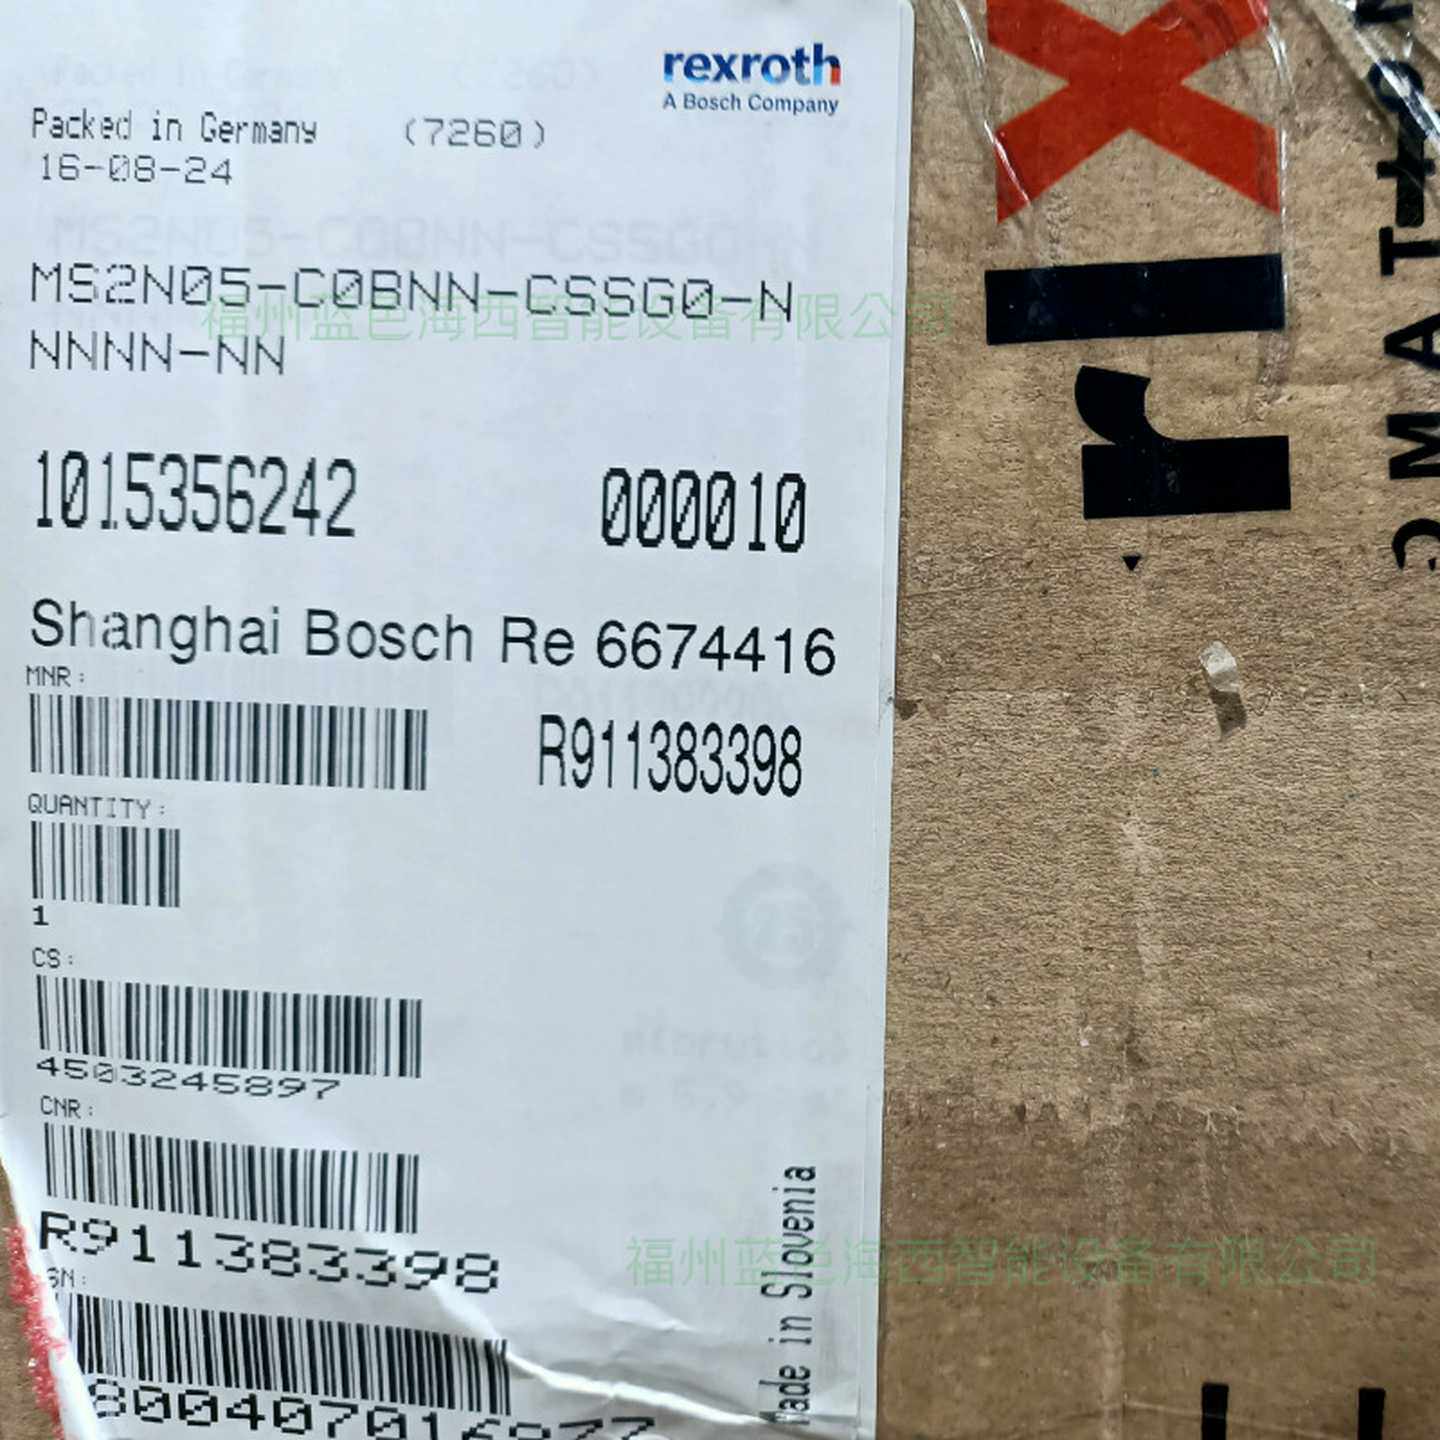 rexroth
A Bosch Company
Packed in Germany (7260)
16-08-24
MS2N05-C0BNN-CSSG0-N
NNNN-NN
福州蓝色海西智能设备有限公司
1015356242 000010
Shanghai Bosch Re 6674416
MNR:
R911383398
QUANTITY:
1
CS:
4503245897
CNR:
R911383398
SN:
Made in Slovenia
福州蓝色海西智能设备有限公司